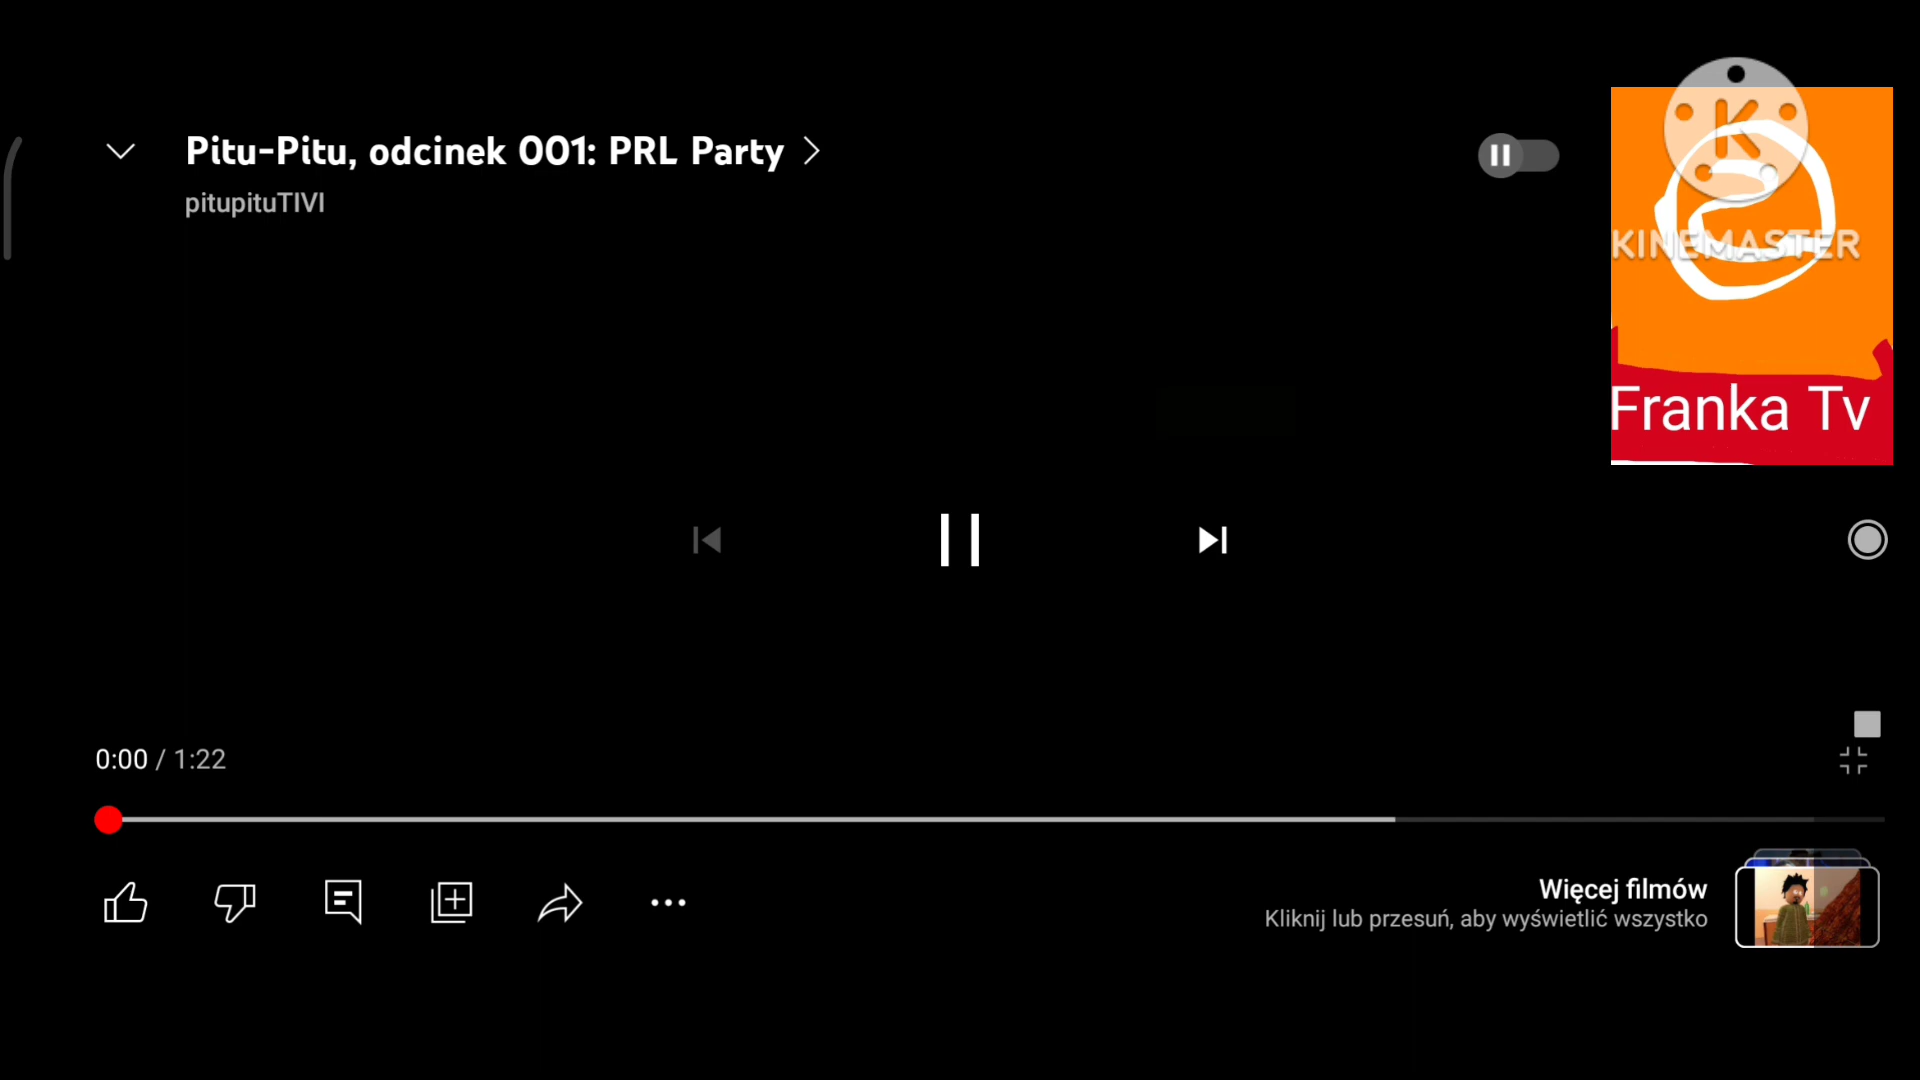 Pitu-Pitu, odcinek 001: PRL Party
pitupituTIVI
KINEMASTER
Franka Tv
0:00 / 1:22
Więcej filmów
Kliknij lub przesuń, aby wyświetlić wszystko